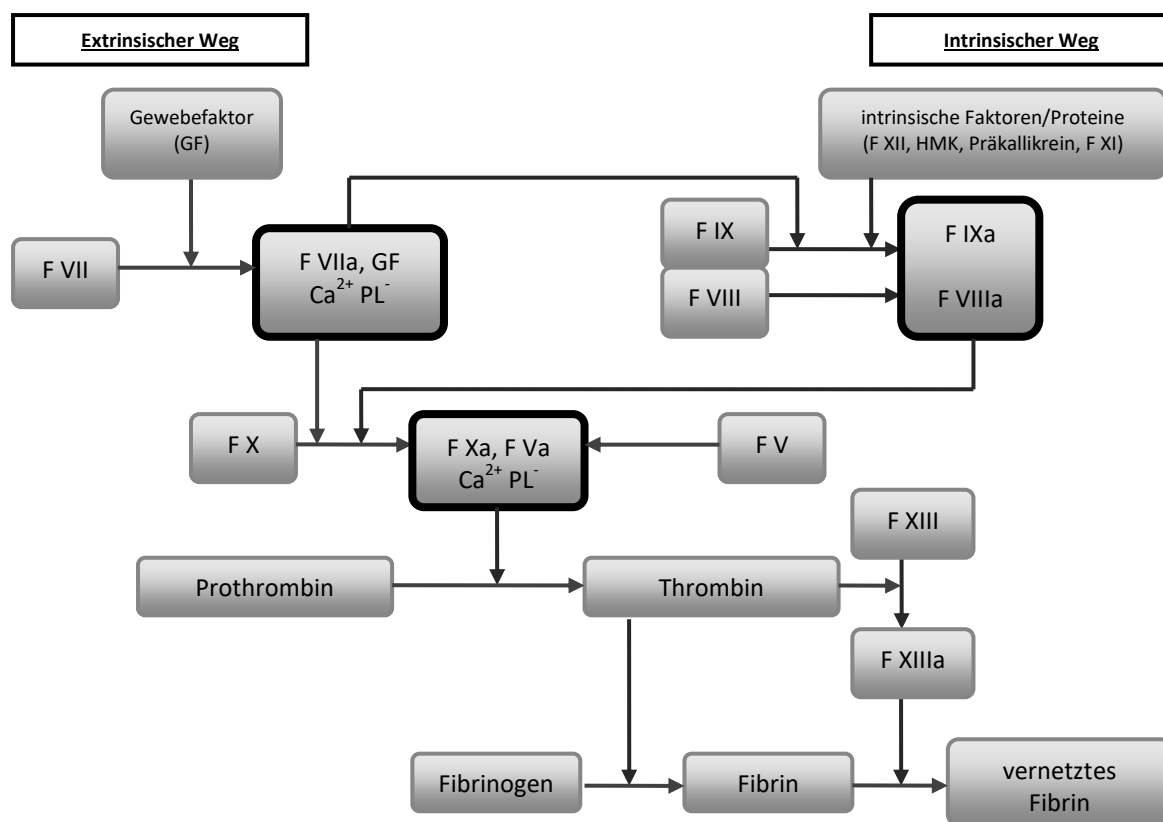 Extrinsischer Weg
Intrinsischer Weg
Gewebefaktor
(GF)
intrinsische Faktoren/Proteine
(F XII, HMK, Präkallikrein, F XI)
F VII
F VIIa, GF
Ca²⁺ PL⁻
F IX
F VIII
F IXa
F VIIIa
F X
F Xa, F Va
Ca²⁺ PL⁻
F V
F XIII
Prothrombin
Thrombin
F XIIIa
Fibrinogen
Fibrin
vernetztes
Fibrin